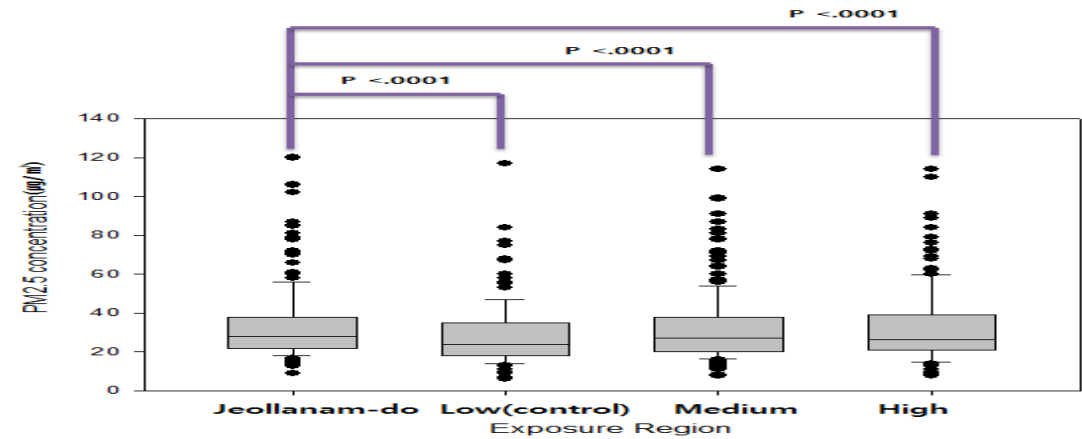 P <.0001
P <.0001
P <.0001
140
120
100
80
60
40
20
0
PM2.5 concentration(㎍/㎖)
Jeollanam-do Low(control) Medium High
Exposure Region